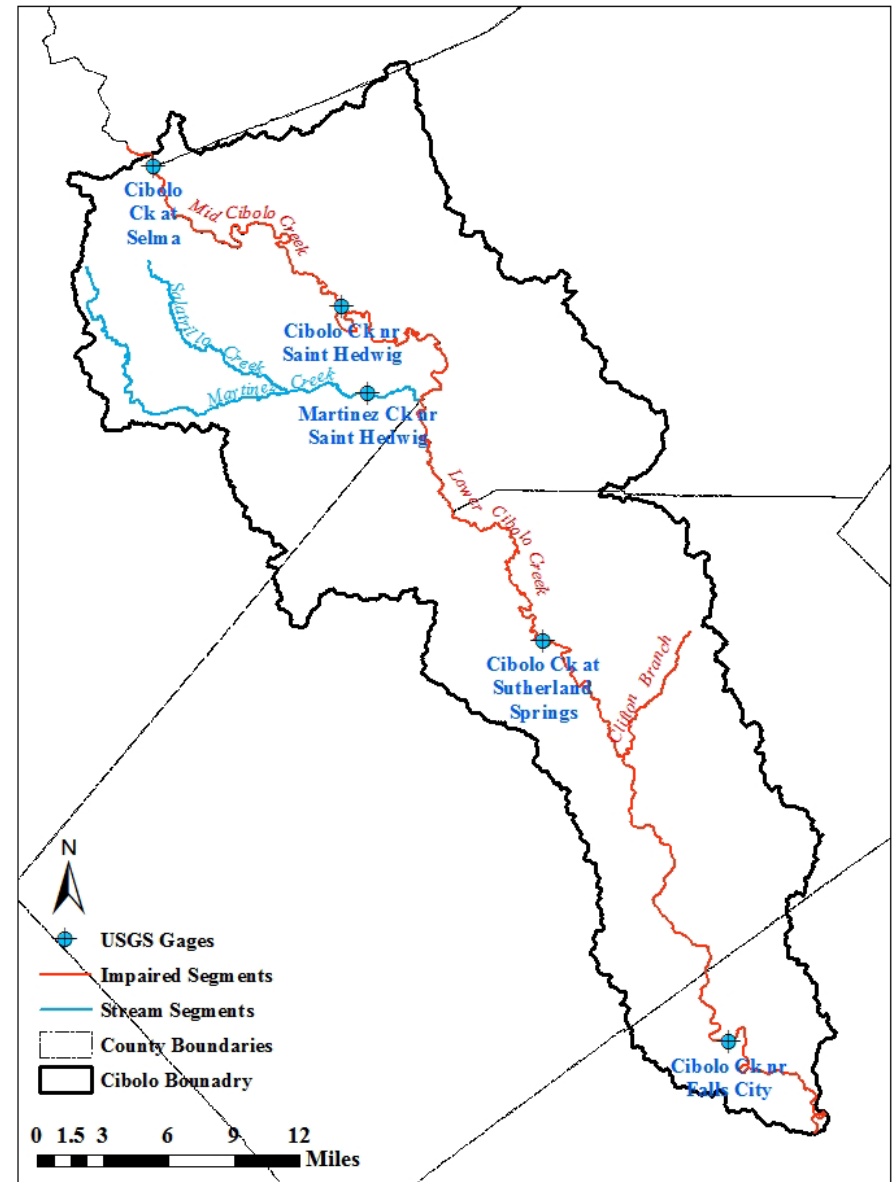 Cibolo
Ck at
Selma
Mid Cibolo Creek
Cibolo Ck nr
Saint Hedwig
Salatrillo Creek
Martinez Creek
Martinez Ck nr
Saint Hedwig
Lower Cibolo Creek
Cibolo Ck at
Sutherland
Springs
Clifton Branch
Cibolo Ck nr
Falls City
N
USGS Gages
Impaired Segments
Stream Segments
County Boundaries
Cibolo Bounadry
0 1.5 3 6 9 12
Miles